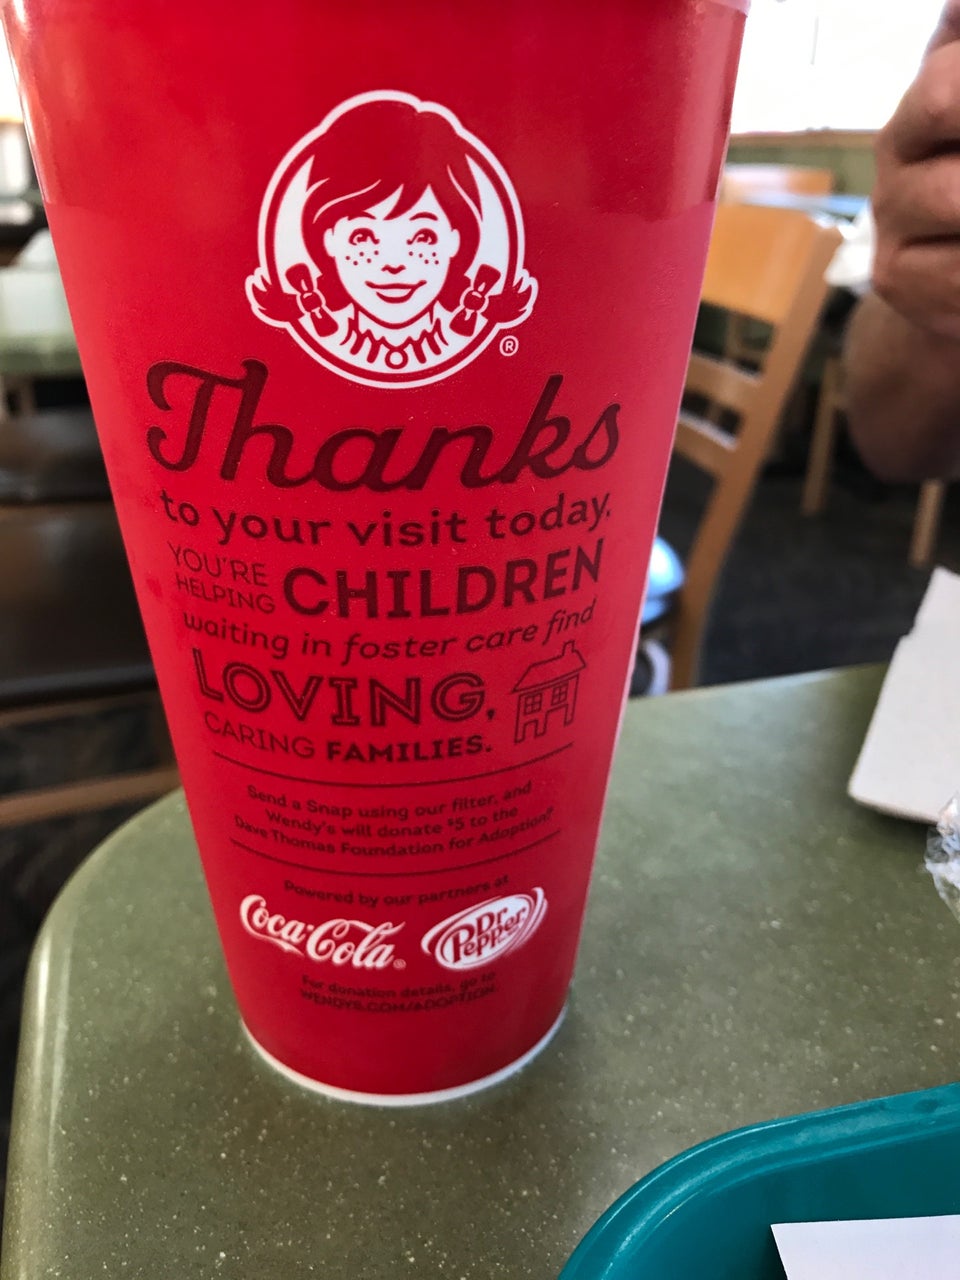 ®
Thanks
to your visit today.
YOU'RE
HELPING CHILDREN
waiting in foster care find
LOVING,
CARING FAMILIES.
Send a Snap using our filter, and
Wendy's will donate $5 to the
Dave Thomas Foundation for Adoption®
Powered by our partners at
Coca-Cola® Dr Pepper
For donation details, go to
WENDYS.COM/ADOPTION.